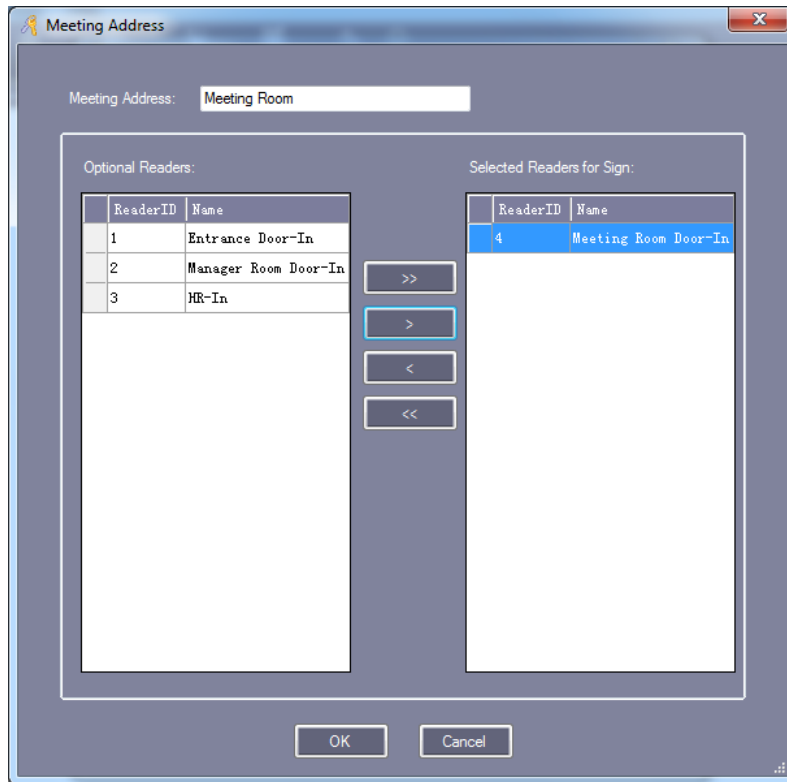 Meeting Address
Meeting Address: Meeting Room
Optional Readers:
ReaderID Name
1 Entrance Door-In
2 Manager Room Door-In
3 HR-In
>>
>
<
<<
Selected Readers for Sign:
ReaderID Name
4 Meeting Room Door-In
OK Cancel